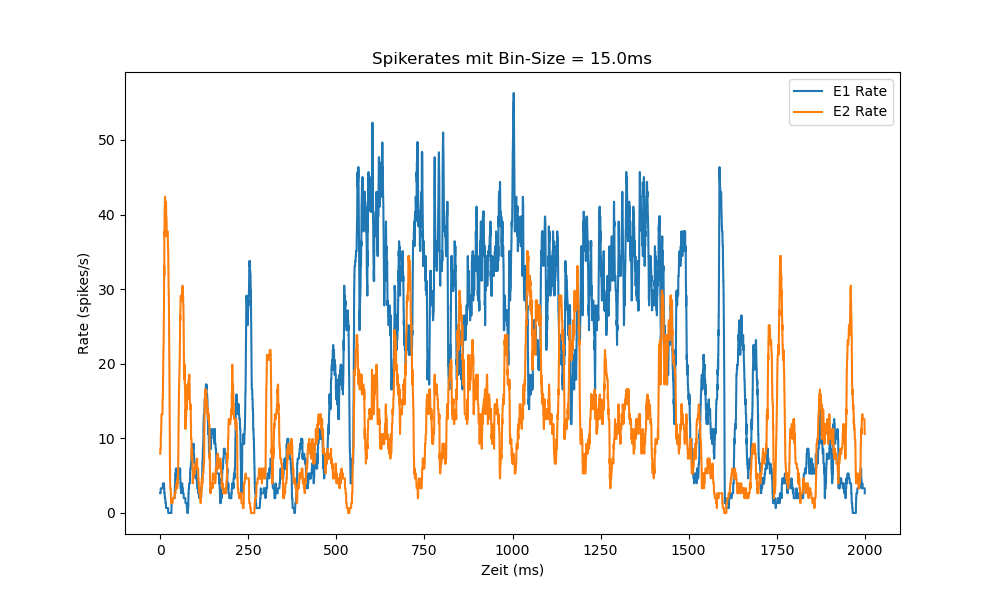 Spikerates mit Bin-Size = 15.0ms
E1 Rate
E2 Rate
Rate (spikes/s)
50
40
30
20
10
0
0 250 500 750 1000 1250 1500 1750 2000
Zeit (ms)